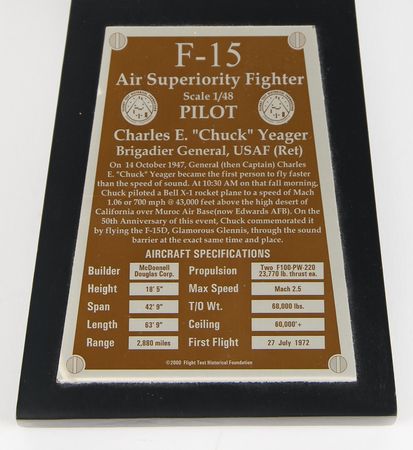 F-15
Air Superiority Fighter
Scale 1/48
PILOT
Charles E. "Chuck" Yeager
Brigadier General, USAF (Ret)
On 14 October 1947, General (then Captain) Charles
E. "Chuck" Yeager became the first person to fly faster
than the speed of sound. At 10:30 AM on that fall morning,
Chuck piloted a Bell X-1 rocket plane to a speed of Mach
1.06 or 700 mph @ 43,000 feet above the high desert of
California over Muroc Air Base(now Edwards AFB). On the
50th Anniversary of this event, Chuck commemorated it
by flying the F-15D, Glamorous Glennis, through the sound
barrier at the exact same time and place.
AIRCRAFT SPECIFICATIONS
Builder McDonnell Douglas Corp. Propulsion Two F100-PW-220 23,770 lb. thrust ea.
Height 18' 5" Max Speed Mach 2.5
Span 42' 9" T/O Wt. 68,000 lbs.
Length 63' 9" Ceiling 60,000'+
Range 2,880 miles First Flight 27 July 1972
©2000 Flight Test Historical Foundation